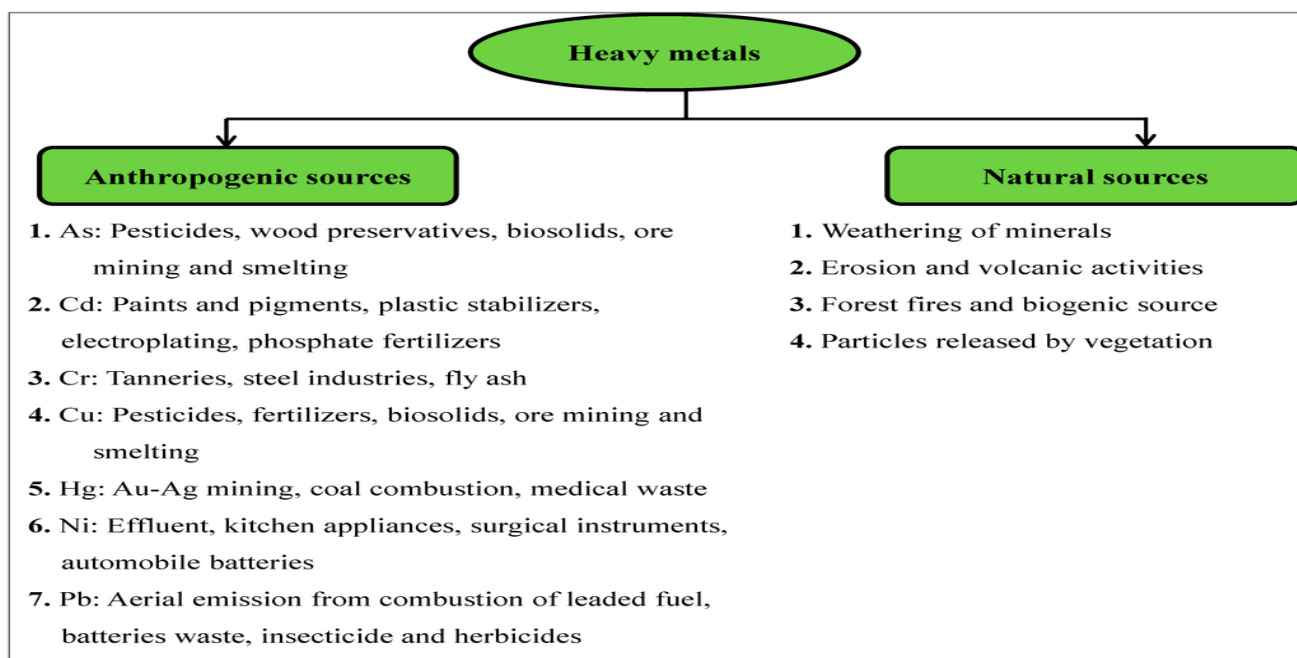 Heavy metals
Anthropogenic sources
1. As: Pesticides, wood preservatives, biosolids, ore
mining and smelting
2. Cd: Paints and pigments, plastic stabilizers,
electroplating, phosphate fertilizers
3. Cr: Tanneries, steel industries, fly ash
4. Cu: Pesticides, fertilizers, biosolids, ore mining and
smelting
5. Hg: Au-Ag mining, coal combustion, medical waste
6. Ni: Effluent, kitchen appliances, surgical instruments,
automobile batteries
7. Pb: Aerial emission from combustion of leaded fuel,
batteries waste, insecticide and herbicides
Natural sources
1. Weathering of minerals
2. Erosion and volcanic activities
3. Forest fires and biogenic source
4. Particles released by vegetation